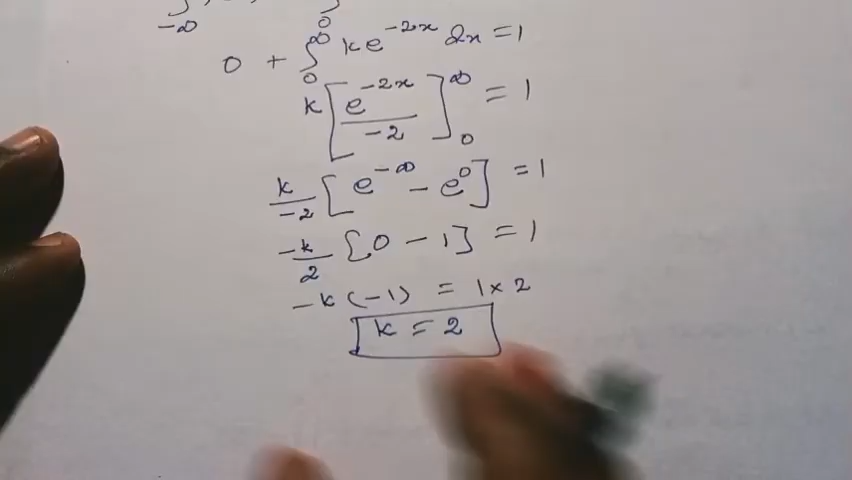 -∞ 0
0 + ∫₀^∞ ke^{-2x} dx = 1
k [e^{-2x}/-2]₀^∞ = 1
k/-2 [e^{-∞} - e^0] = 1
-k/2 [0 - 1] = 1
-k (-1) = 1 × 2
k = 2